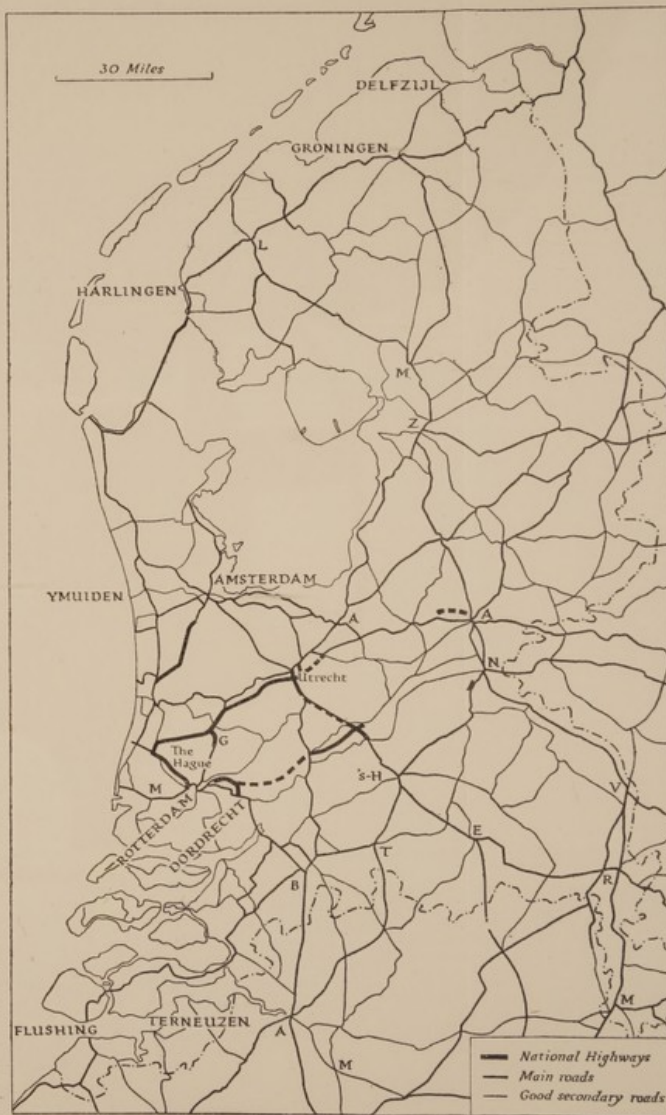 30 Miles
DELFZIJL
GRONINGEN
L
HARLINGEN
M
Z
AMSTERDAM
YMUIDEN
A
A
N
Utrecht
G
The
Hague
M
's-H
V
ROTTERDAM
DORDRECHT
E
T
B
R
M
FLUSHING
TERNEUZEN
A
M
National Highways
Main roads
Good secondary roads